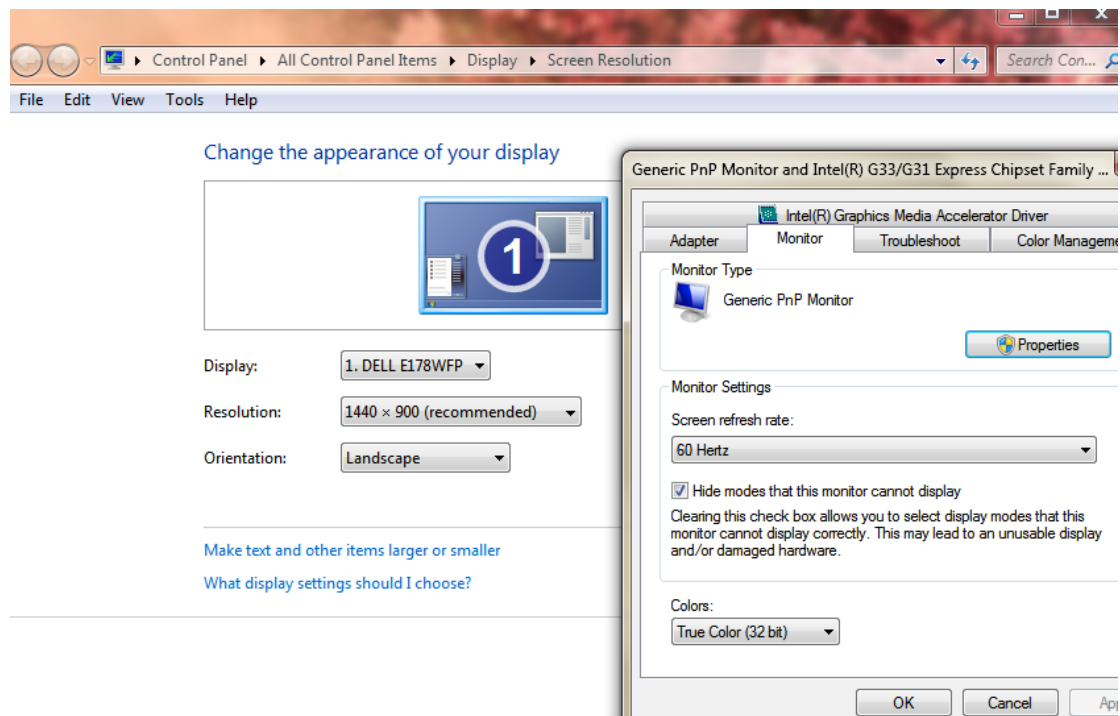 Control Panel ▸ All Control Panel Items ▸ Display ▸ Screen Resolution
Search Con...
File Edit View Tools Help
Change the appearance of your display
1
Display: 1. DELL E178WFP
Resolution: 1440 × 900 (recommended)
Orientation: Landscape
Make text and other items larger or smaller
What display settings should I choose?
Generic PnP Monitor and Intel(R) G33/G31 Express Chipset Family ...
Intel(R) Graphics Media Accelerator Driver
Adapter Monitor Troubleshoot Color Manageme
Monitor Type
Generic PnP Monitor
Properties
Monitor Settings
Screen refresh rate:
60 Hertz
Hide modes that this monitor cannot display
Clearing this check box allows you to select display modes that this
monitor cannot display correctly. This may lead to an unusable display
and/or damaged hardware.
Colors:
True Color (32 bit)
OK Cancel Ap